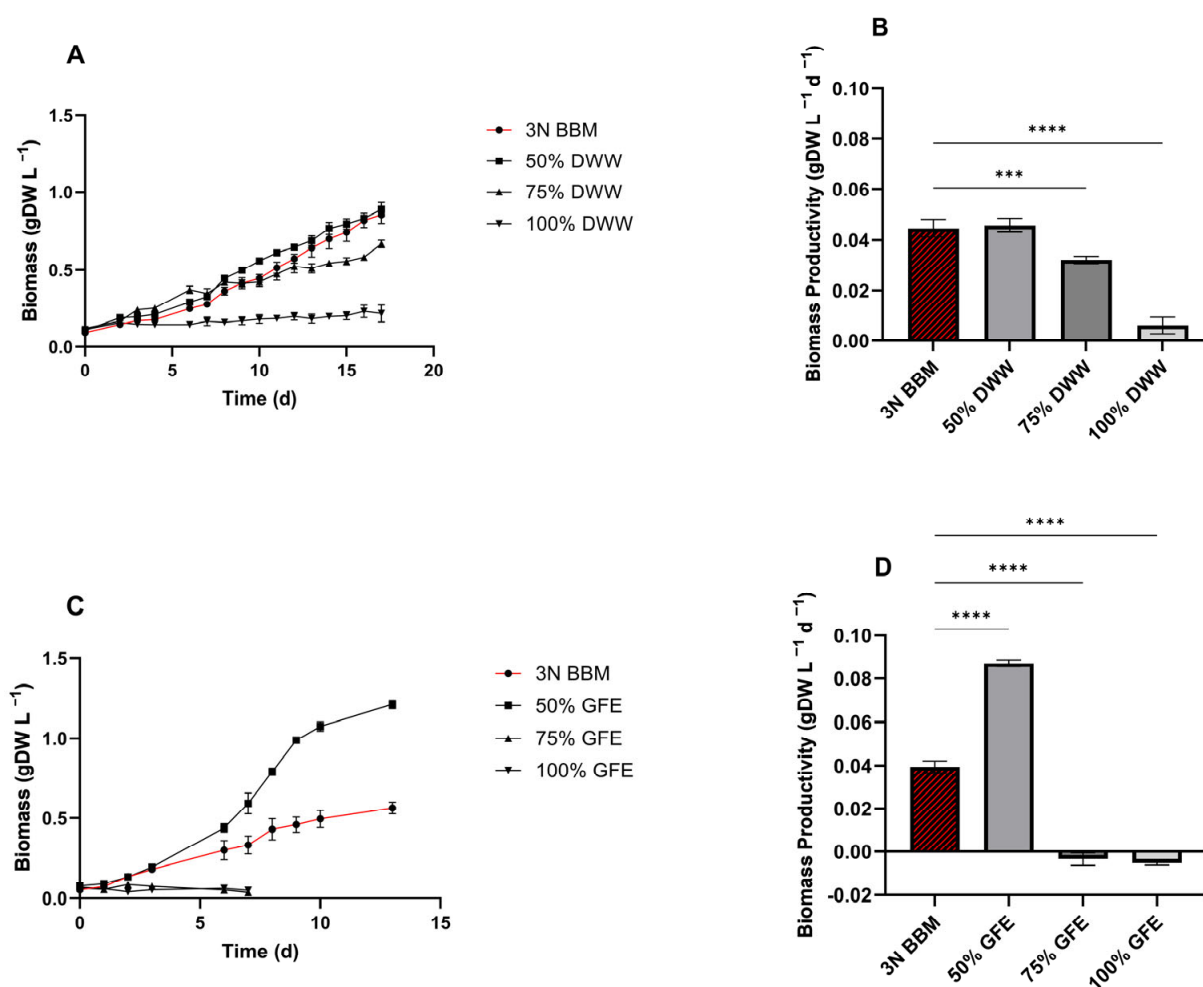 A
Biomass (gDW L ⁻¹)
1.5
1.0
0.5
0.0
0 5 10 15 20
Time (d)
3N BBM
50% DWW
75% DWW
100% DWW
B
Biomass Productivity (gDW L ⁻¹ d ⁻¹)
0.10
0.08
0.06
0.04
0.02
0.00
****
***
3N BBM
50% DWW
75% DWW
100% DWW
C
Biomass (gDW L ⁻¹)
1.5
1.0
0.5
0.0
0 5 10 15
Time (d)
3N BBM
50% GFE
75% GFE
100% GFE
D
Biomass Productivity (gDW L ⁻¹ d ⁻¹)
0.10
0.08
0.06
0.04
0.02
0.00
-0.02
****
****
****
3N BBM
50% GFE
75% GFE
100% GFE